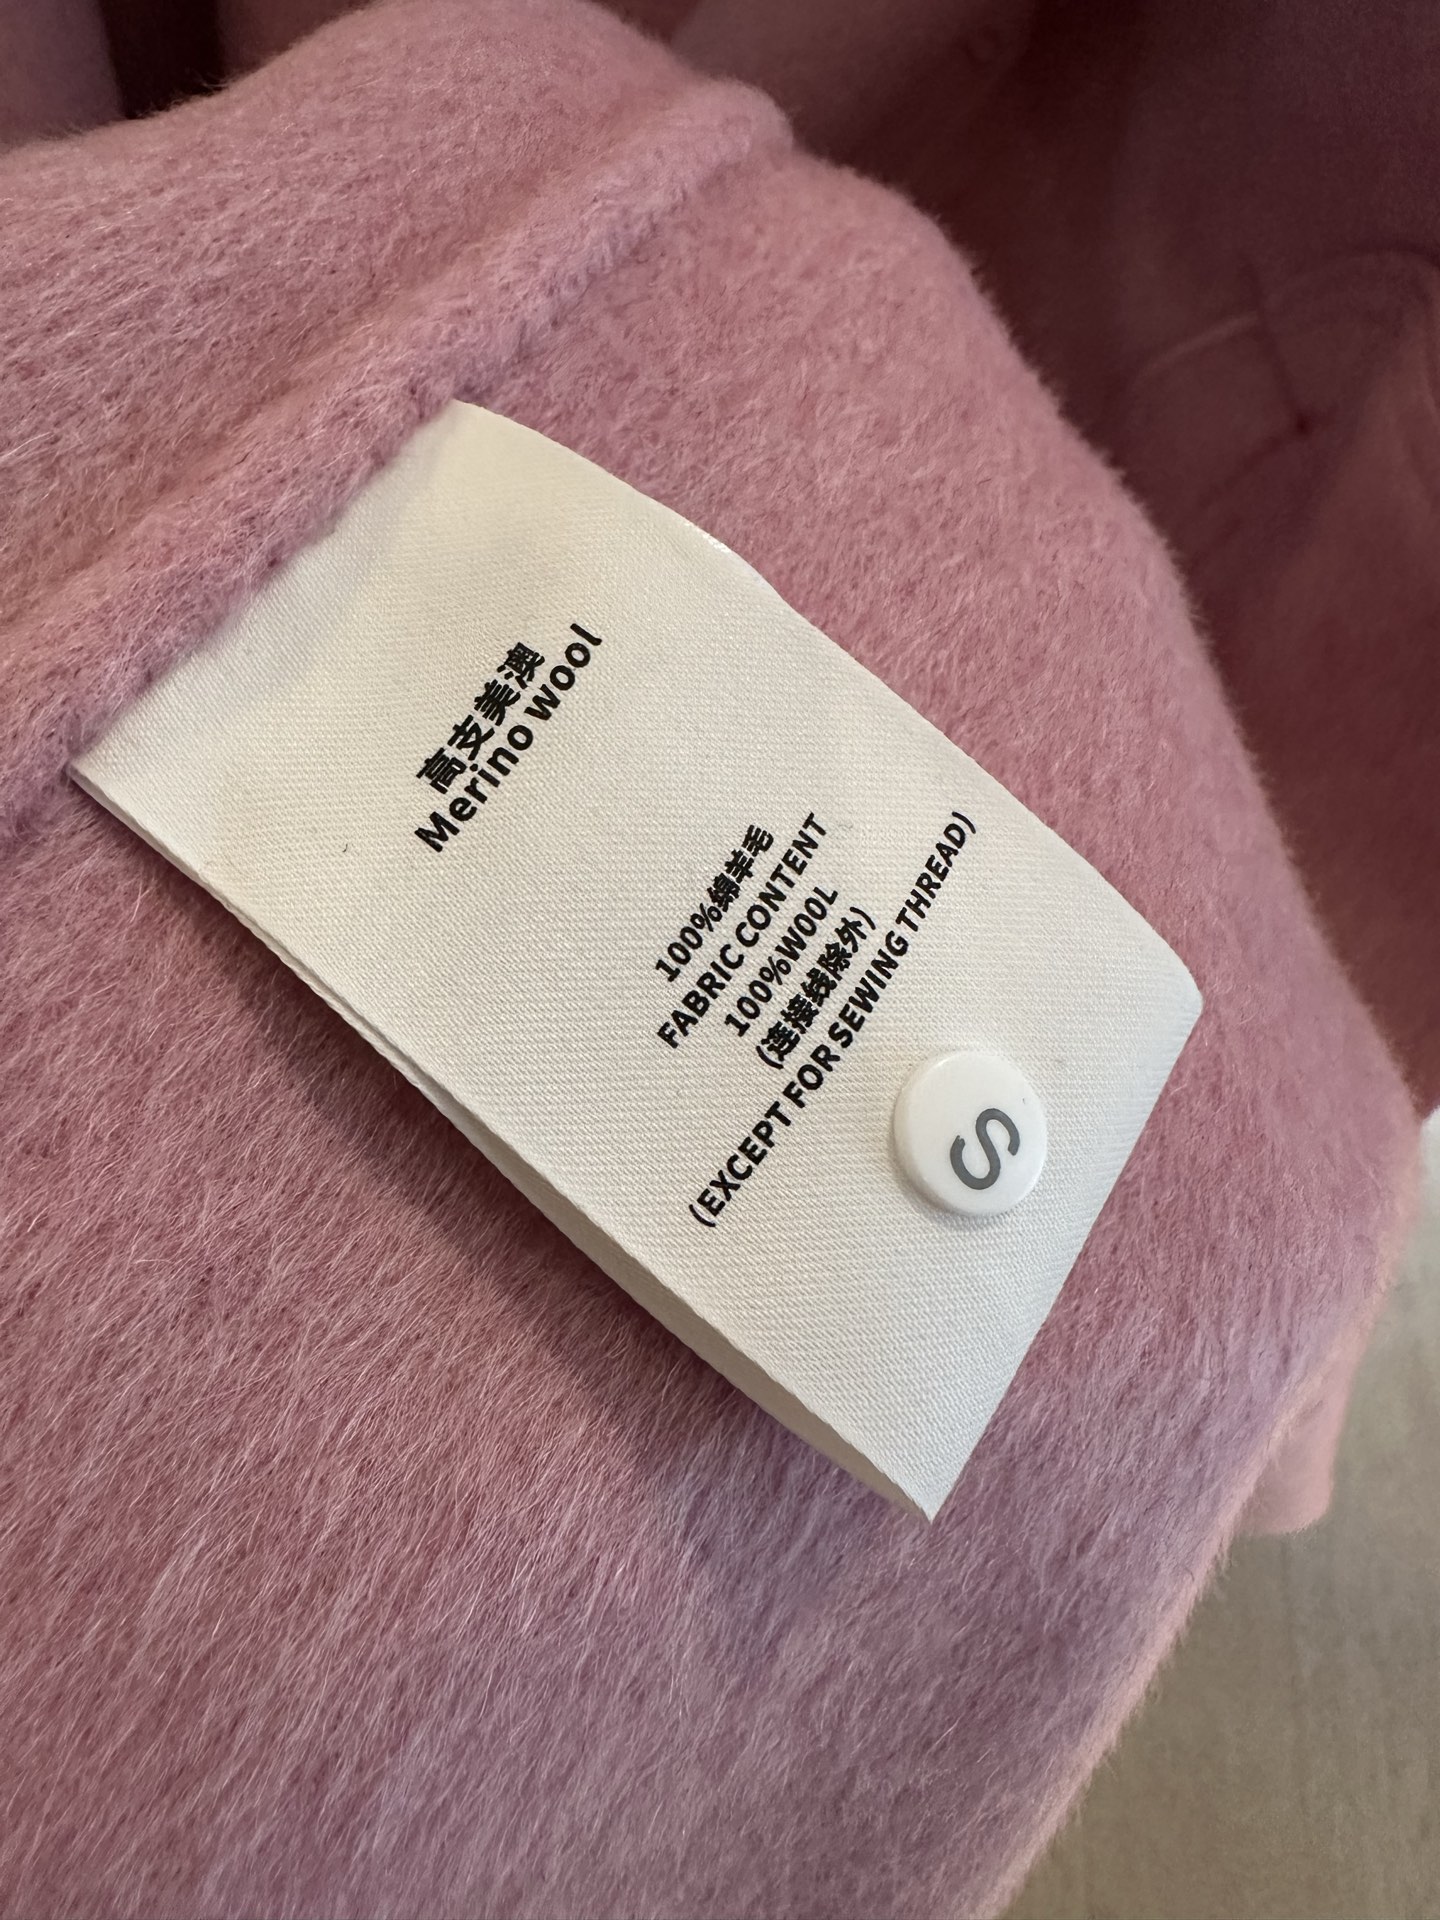 高支美澳
Merino wool
100%绵羊毛
FABRIC CONTENT
100%WOOL
(连接线除外)
(EXCEPT FOR SEWING THREAD)
S